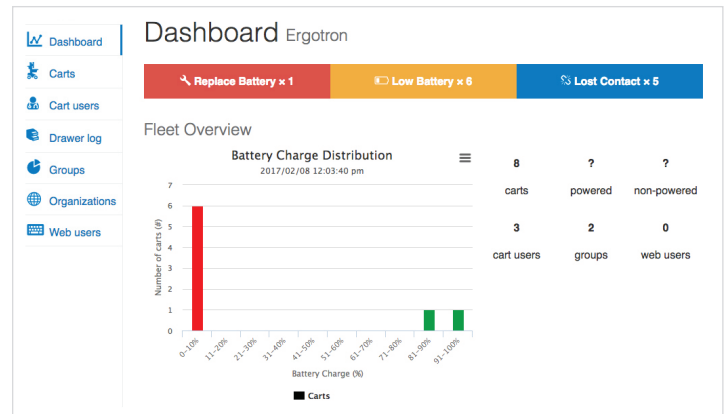 Dashboard
Carts
Cart users
Drawer log
Groups
Organizations
Web users
Dashboard Ergotron
Replace Battery x 1
Low Battery x 6
Lost Contact x 5
Fleet Overview
Battery Charge Distribution
2017/02/08 12:03:40 pm
Number of carts (#)
7
6
5
4
3
2
1
0
0-10%
11-20%
21-30%
31-40%
41-50%
51-60%
61-70%
71-80%
81-90%
91-100%
Battery Charge (%)
Carts
8 ? ?
carts powered non-powered
3 2 0
cart users groups web users